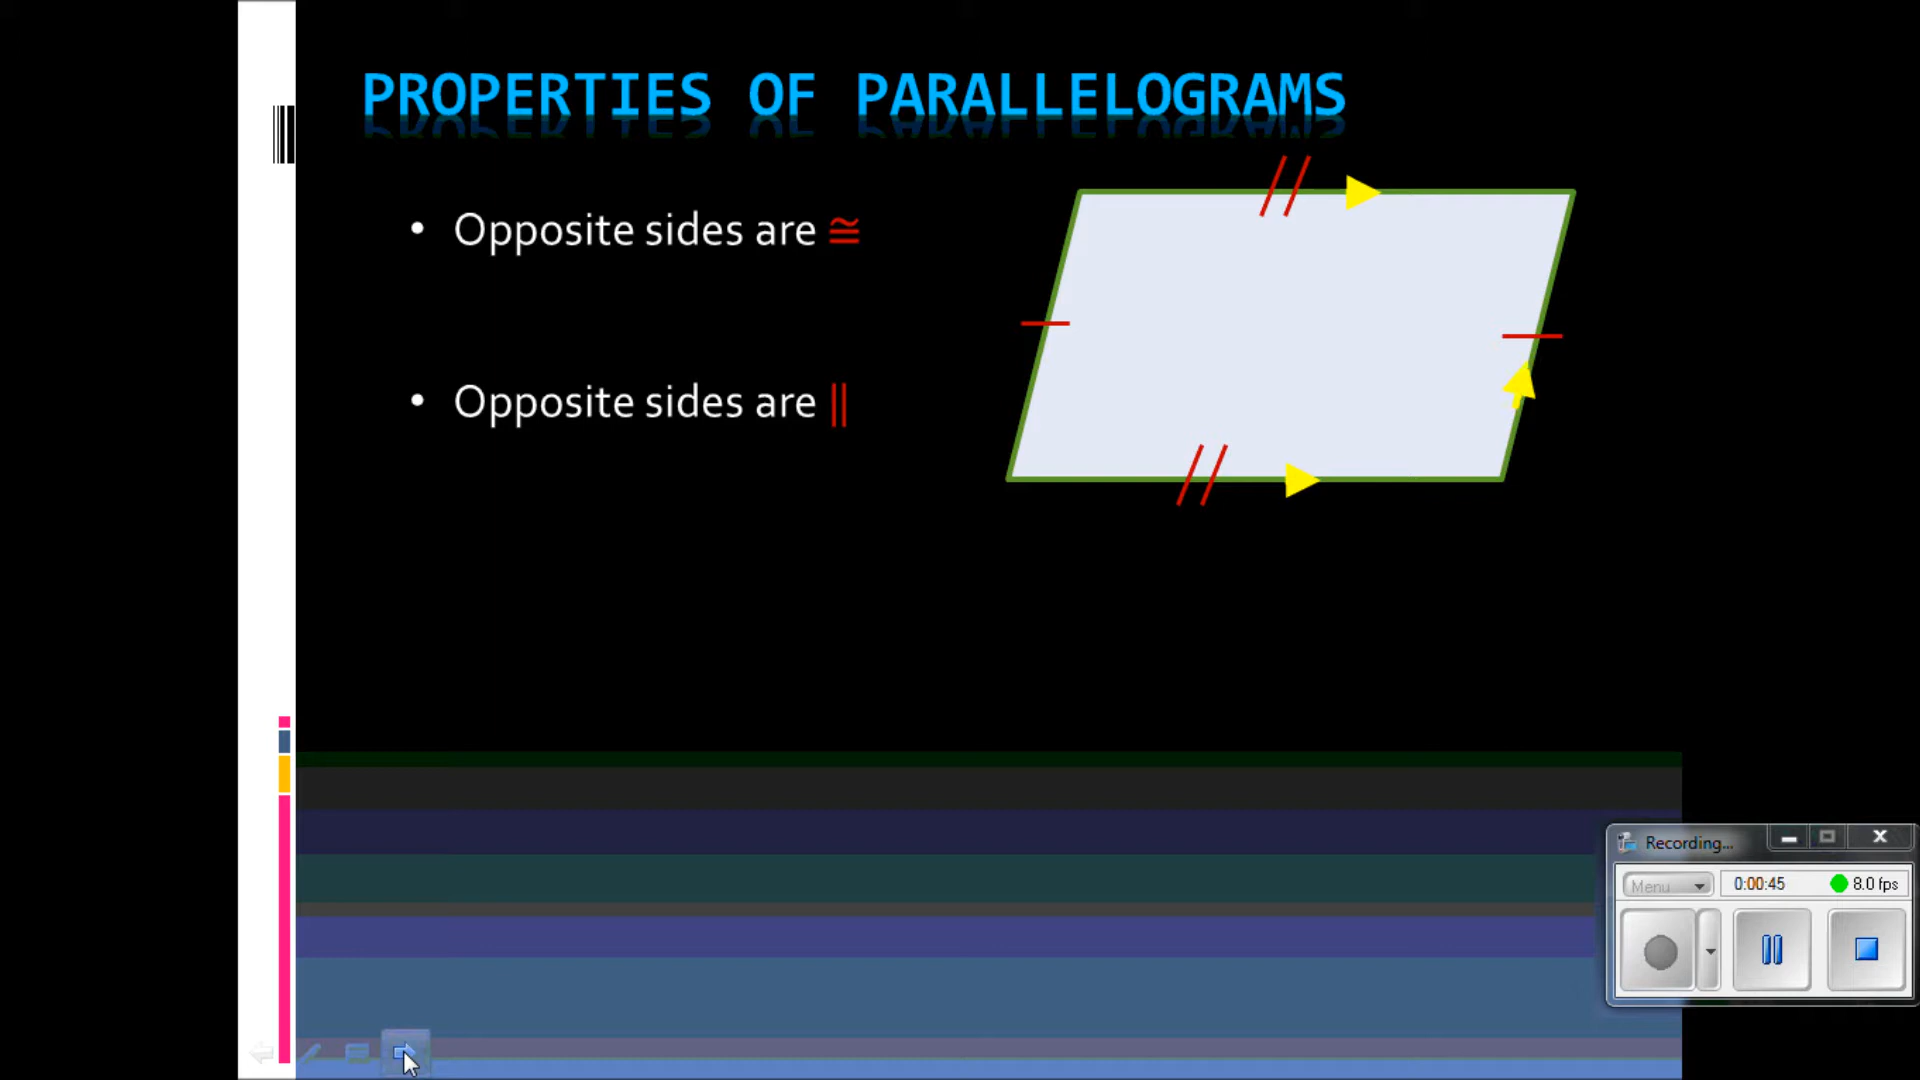 PROPERTIES OF PARALLELOGRAMS
• Opposite sides are ≅
• Opposite sides are ||
Recording...
Menu
0:00:45
8.0 fps